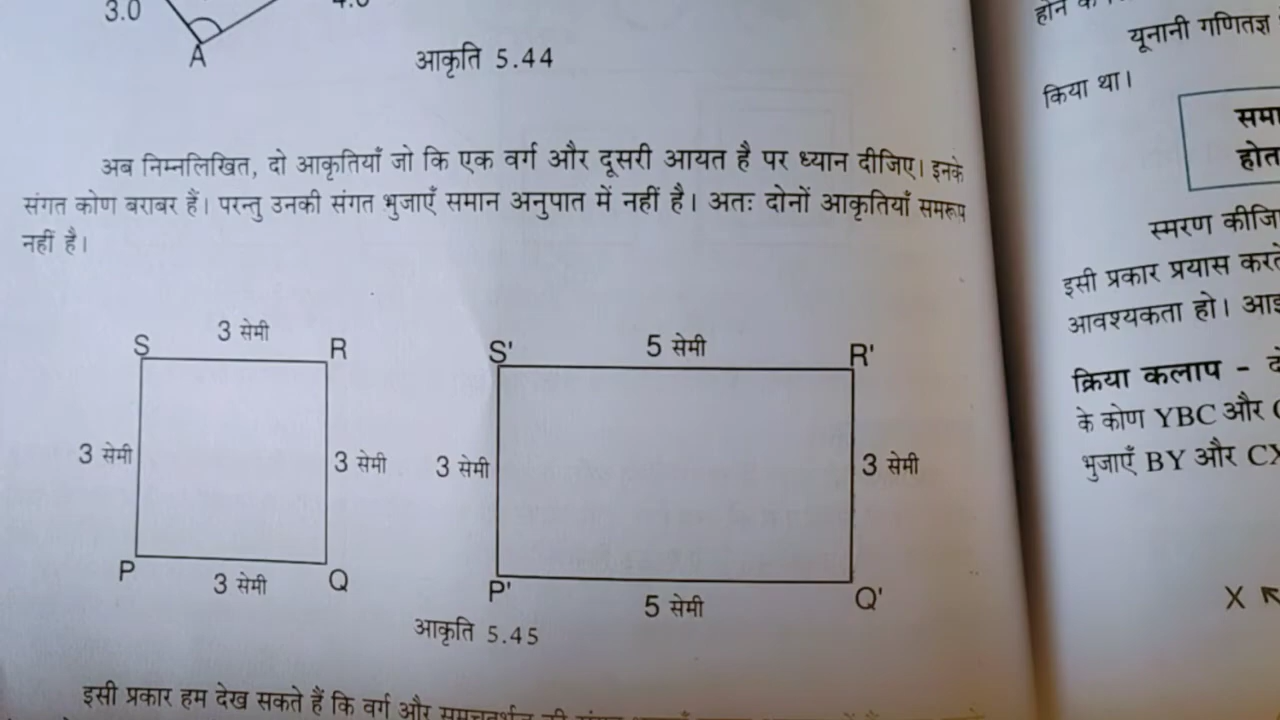 3.0
A
आकृति 5.44
अब निम्नलिखित, दो आकृतियाँ जो कि एक वर्ग और दूसरी आयत है पर ध्यान दीजिए। इनके
संगत कोण बराबर हैं। परन्तु उनकी संगत भुजाएँ समान अनुपात में नहीं है। अतः दोनों आकृतियाँ समरूप
नहीं है।
S 3 सेमी R
3 सेमी 3 सेमी
P 3 सेमी Q
S' 5 सेमी R'
3 सेमी 3 सेमी
P' 5 सेमी Q'
आकृति 5.45
इसी प्रकार हम देख सकते हैं कि वर्ग और
होने
यूनानी गणितज्ञ
किया था।
समा
होत
स्मरण कीजि
इसी प्रकार प्रयास करते
आवश्यकता हो। आइ
क्रिया कलाप -
के कोण YBC और
भुजाएँ BY और CX
X